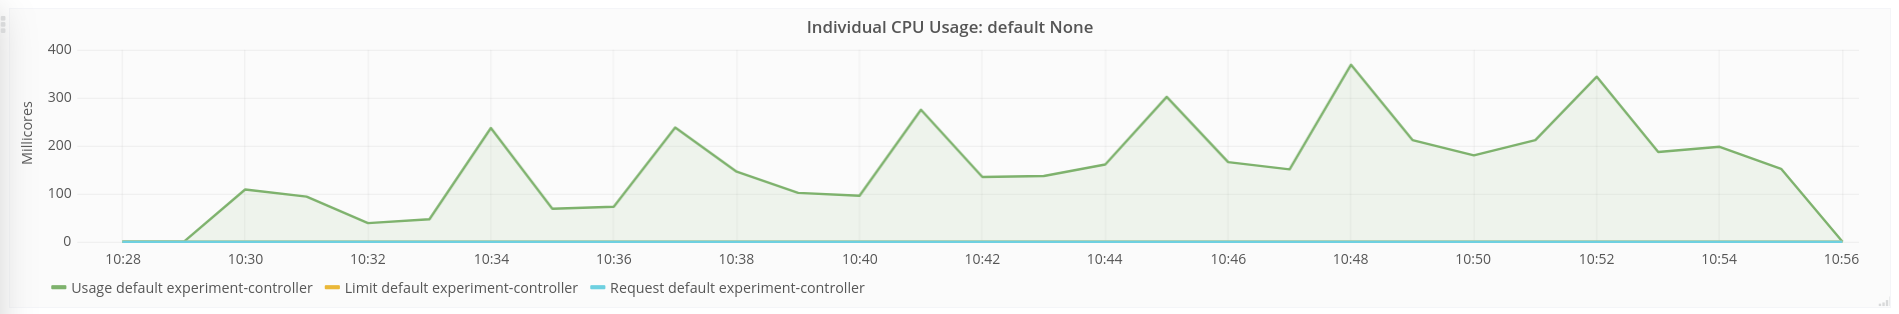 Individual CPU Usage: default None
Millicores
400
300
200
100
0
10:28 10:30 10:32 10:34 10:36 10:38 10:40 10:42 10:44 10:46 10:48 10:50 10:52 10:54 10:56
Usage default experiment-controller Limit default experiment-controller Request default experiment-controller